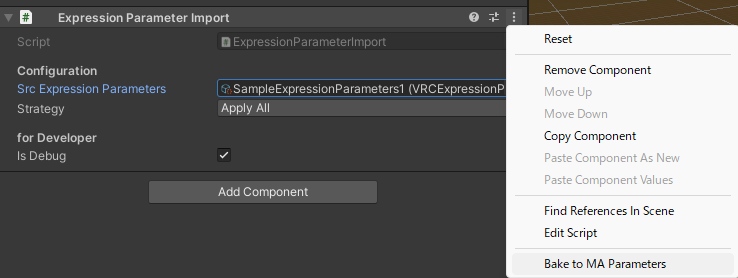 Expression Parameter Import
Script ExpressionParameterImport
Configuration
Src Expression Parameters SampleExpressionParameters1 (VRCExpressionP
Strategy Apply All
for Developer
Is Debug
Add Component
Reset
Remove Component
Move Up
Move Down
Copy Component
Paste Component As New
Paste Component Values
Find References In Scene
Edit Script
Bake to MA Parameters